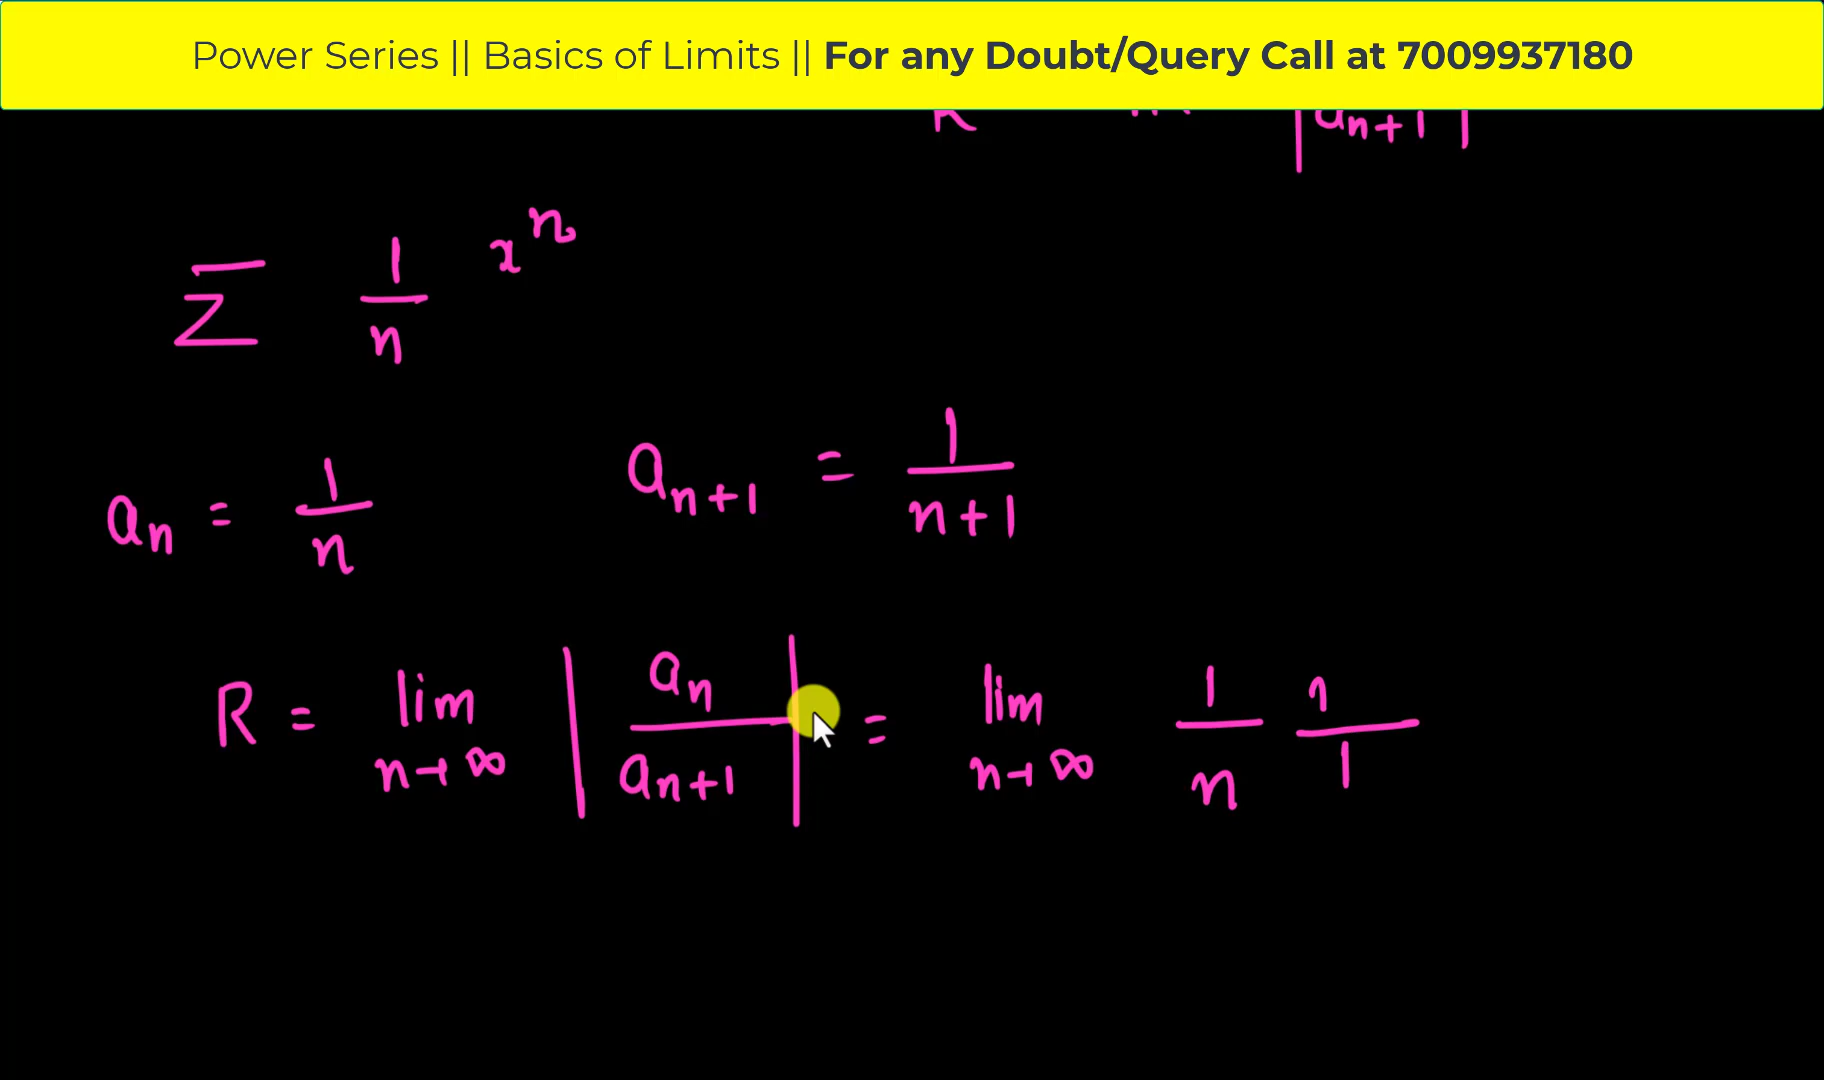 Power Series || Basics of Limits || For any Doubt/Query Call at 7009937180
a_{n+1} |
Σ 1/n x^n
a_n = 1/n a_{n+1} = 1/(n+1)
R = lim_{n→∞} | a_n / a_{n+1} | = lim_{n→∞} 1/n n/1